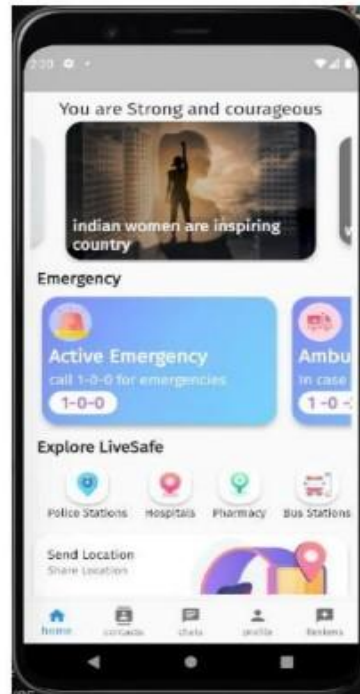 You are Strong and courageous
indian women are inspiring
country
Emergency
Active Emergency
call 1-0-0 for emergencies
1-0-0
Ambu
In case
1 -0 -
Explore LiveSafe
Police Stations
Hospitals
Pharmacy
Bus Stations
Send Location
Share Location
home
contacts
chats
profile
Reviews